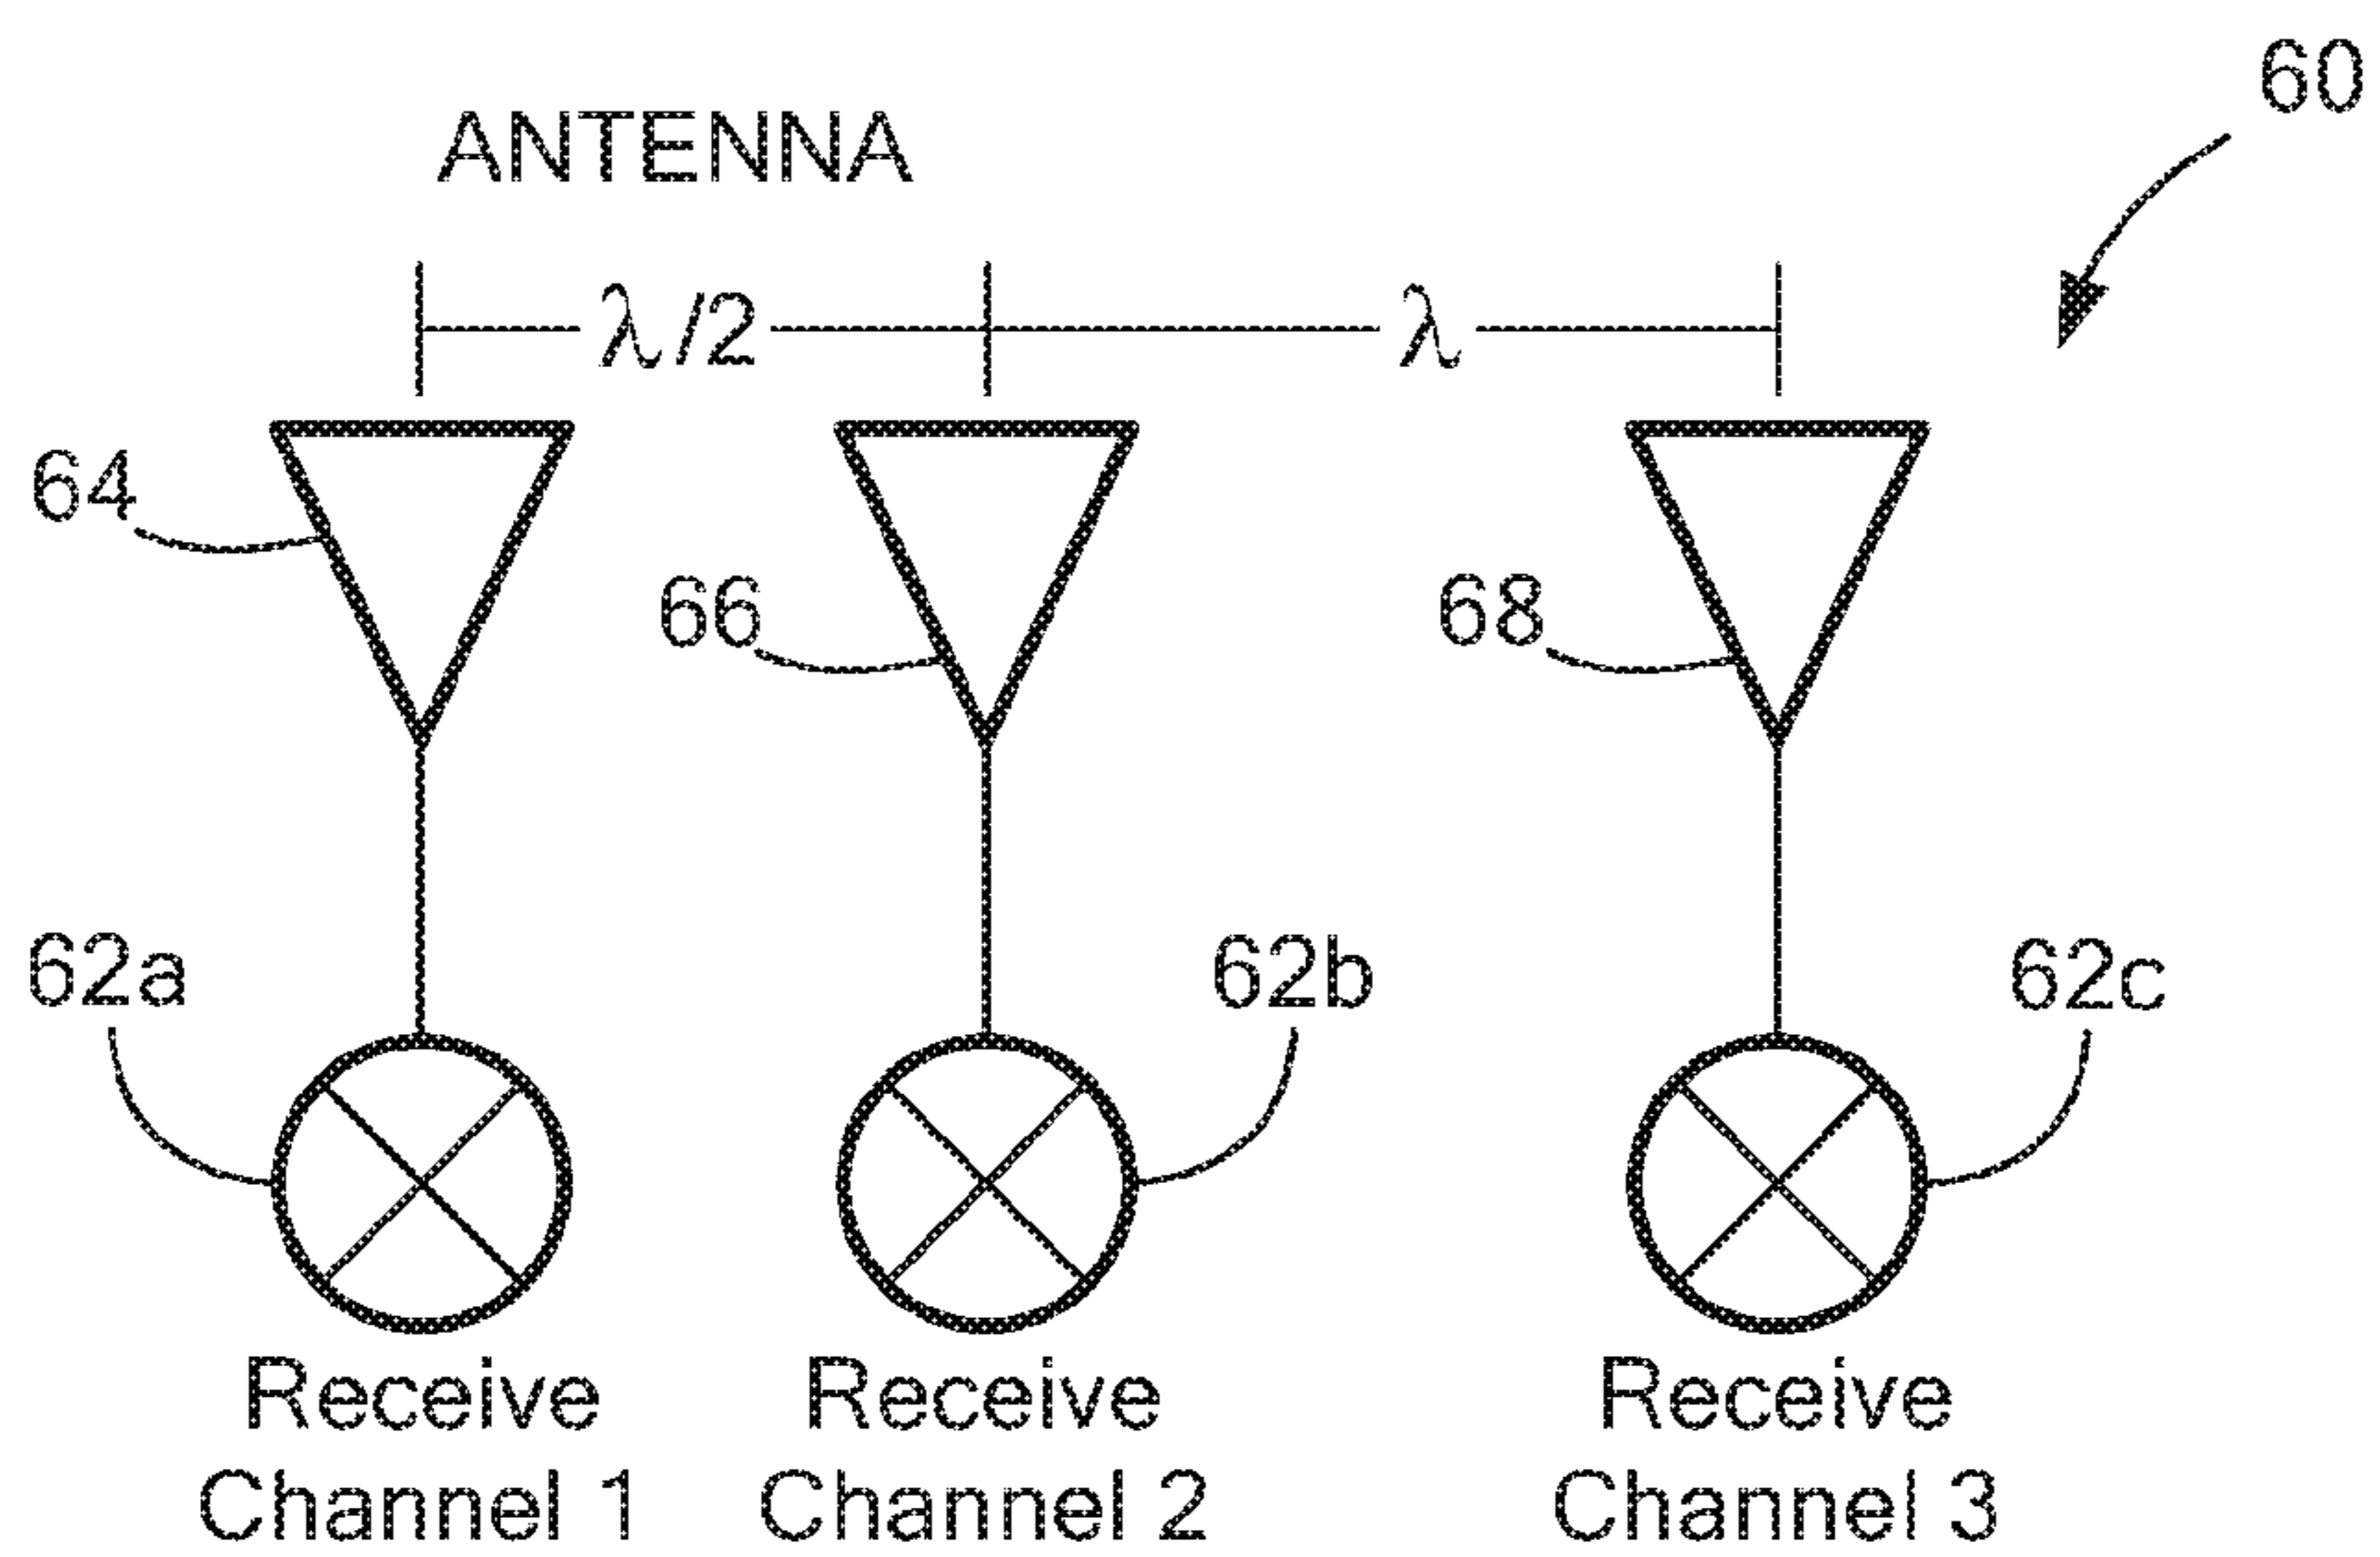 60
ANTENNA
λ/2
λ
64
66
68
62a
62b
62c
Receive
Channel 1
Receive
Channel 2
Receive
Channel 3